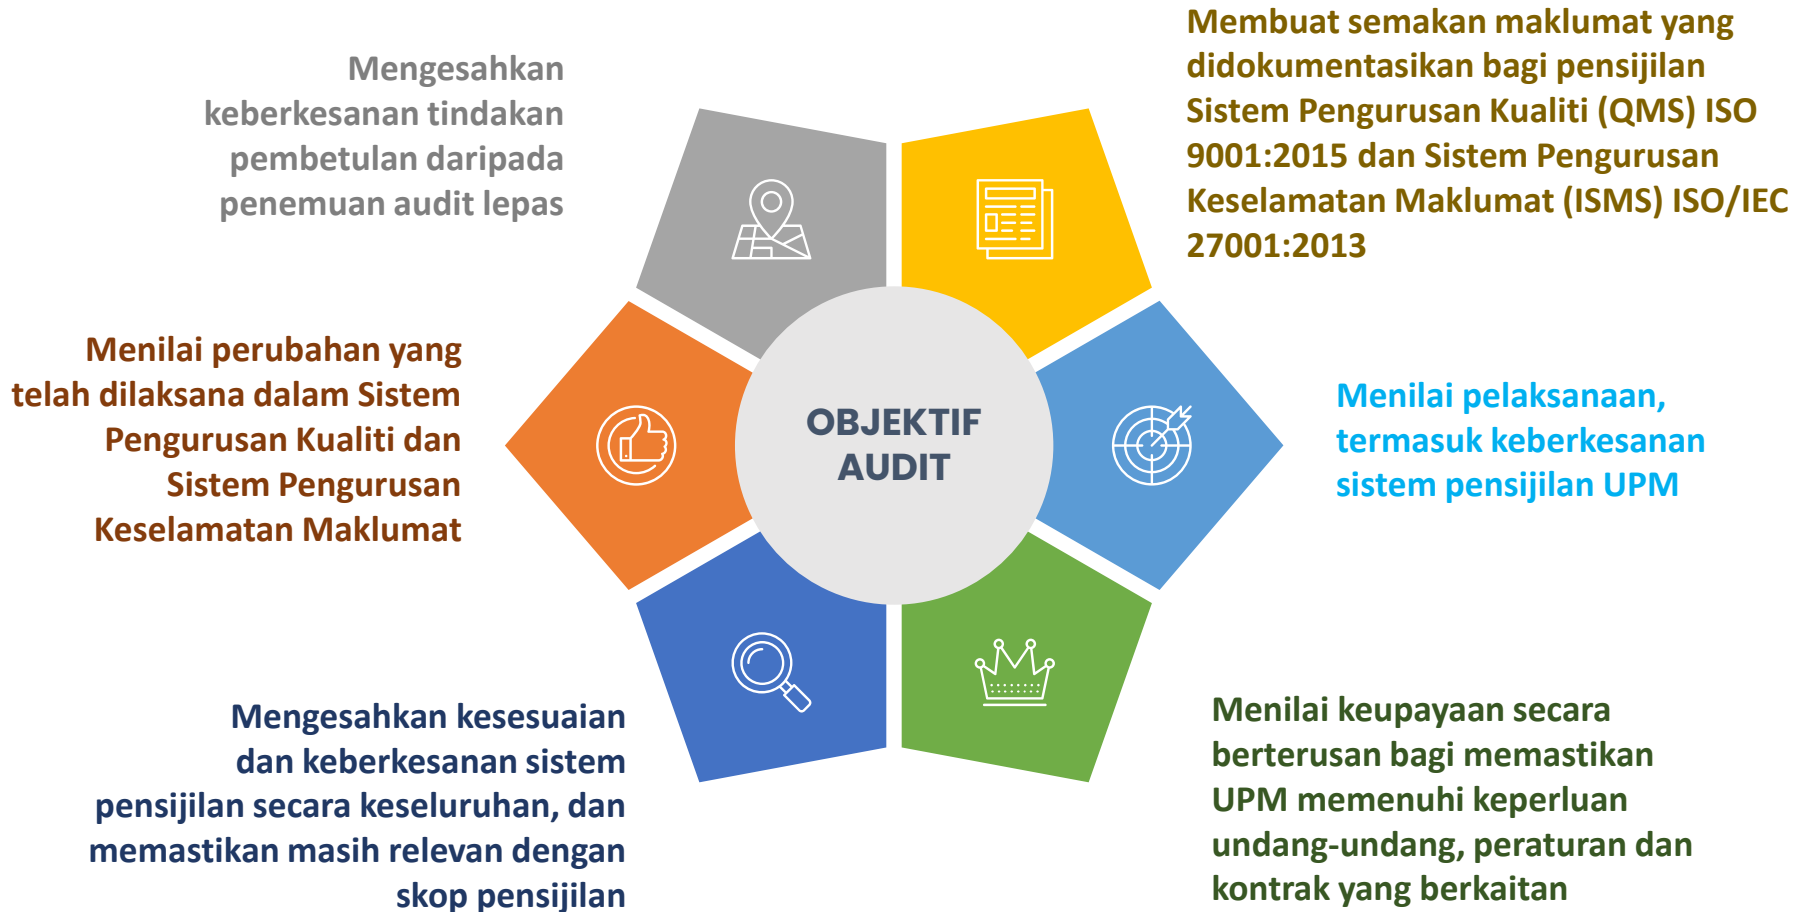 Mengesahkan
keberkesanan tindakan
pembetulan daripada
penemuan audit lepas
Membuat semakan maklumat yang
didokumentasikan bagi pensijilan
Sistem Pengurusan Kualiti (QMS) ISO
9001:2015 dan Sistem Pengurusan
Keselamatan Maklumat (ISMS) ISO/IEC
27001:2013
Menilai perubahan yang
telah dilaksana dalam Sistem
Pengurusan Kualiti dan
Sistem Pengurusan
Keselamatan Maklumat
OBJEKTIF
AUDIT
Menilai pelaksanaan,
termasuk keberkesanan
sistem pensijilan UPM
Mengesahkan kesesuaian
dan keberkesanan sistem
pensijilan secara keseluruhan, dan
memastikan masih relevan dengan
skop pensijilan
Menilai keupayaan secara
berterusan bagi memastikan
UPM memenuhi keperluan
undang-undang, peraturan dan
kontrak yang berkaitan